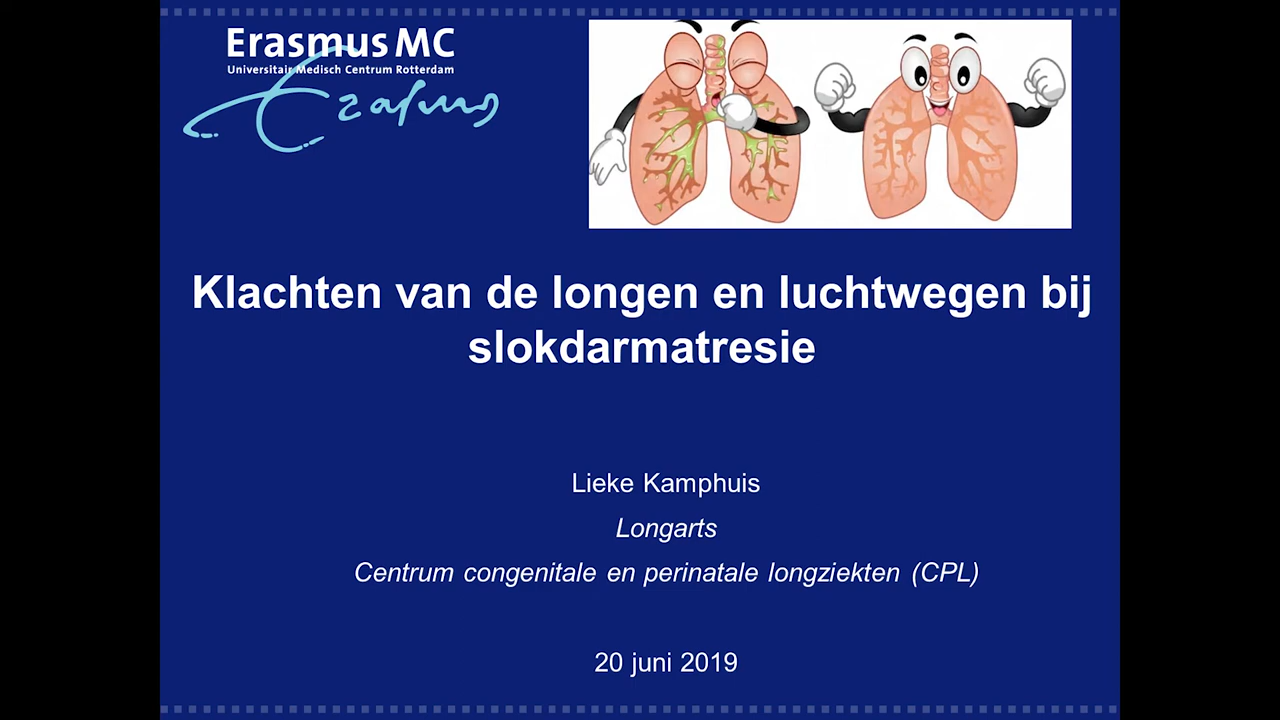 Erasmus MC
Universitair Medisch Centrum Rotterdam
Erasmus
Klachten van de longen en luchtwegen bij
slokdarmatresie
Lieke Kamphuis
Longarts
Centrum congenitale en perinatale longziekten (CPL)
20 juni 2019